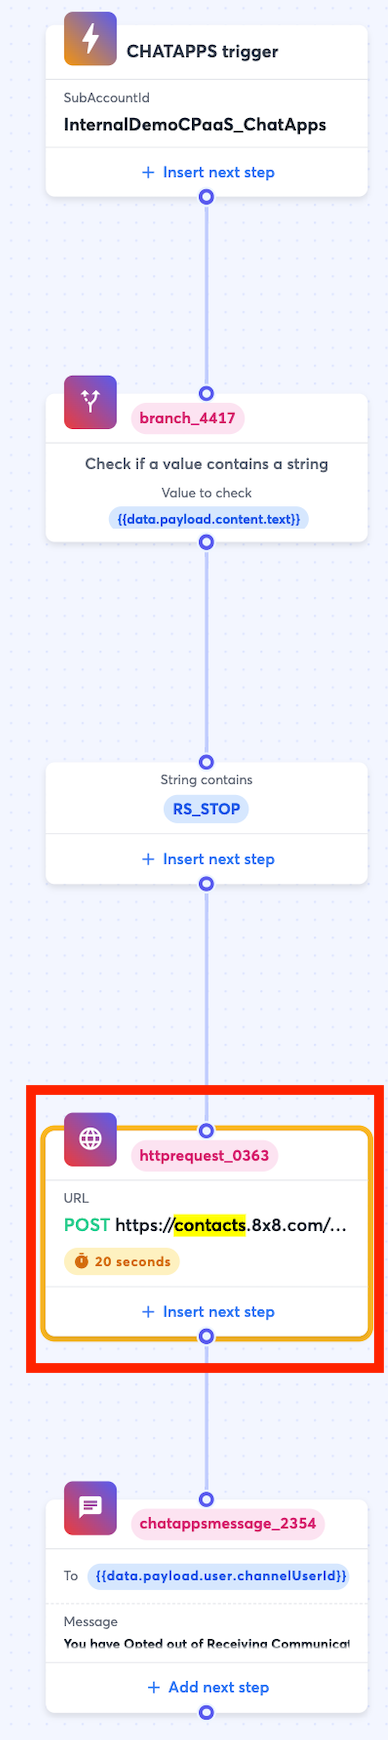 CHATAPPS trigger
SubAccountId
InternalDemoCPaaS_ChatApps
+ Insert next step
branch_4417
Check if a value contains a string
Value to check
{{data.payload.content.text}}
String contains
RS_STOP
+ Insert next step
httprequest_0363
URL
POST https://contacts.8x8.com/...
20 seconds
+ Insert next step
chatappsmessage_2354
To {{data.payload.user.channelUserId}}
Message
You have Opted out of Receiving
+ Add next step